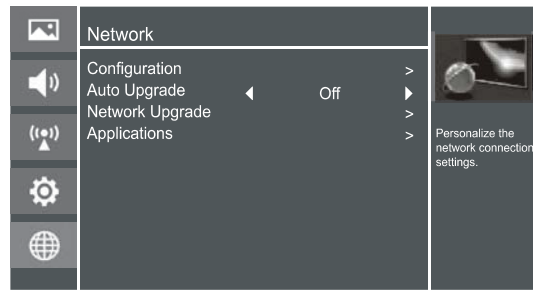 Network
Configuration >
Auto Upgrade Off
Network Upgrade >
Applications >
Personalize the
network connection
settings.